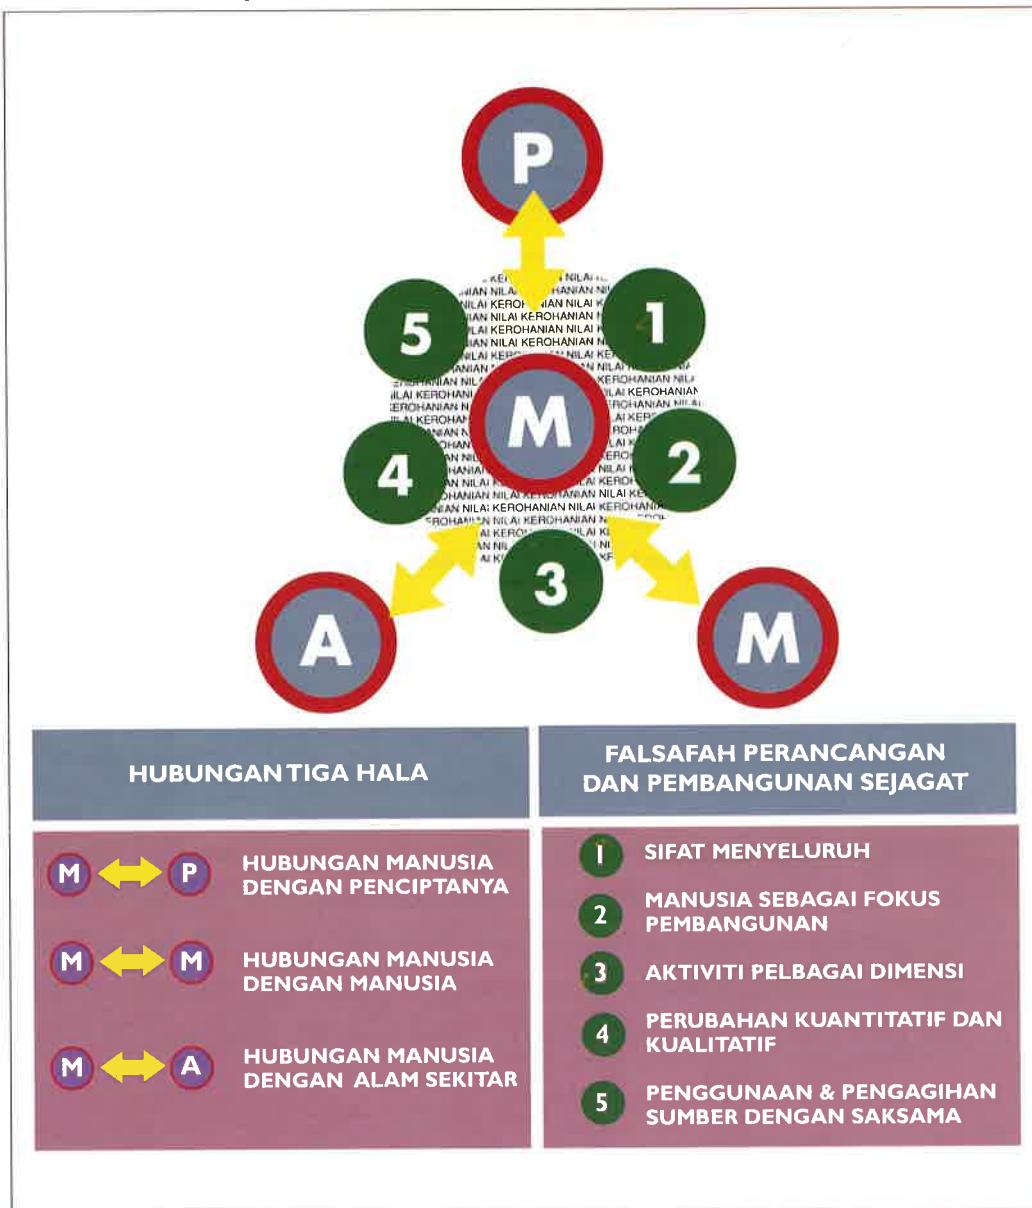 P
5
1
M
4
2
3
A
M
NILAI KEROHANIAN
HUBUNGAN TIGA HALA
M P HUBUNGAN MANUSIA
DENGAN PENCIPTANYA
M M HUBUNGAN MANUSIA
DENGAN MANUSIA
M A HUBUNGAN MANUSIA
DENGAN ALAM SEKITAR
FALSAFAH PERANCANGAN
DAN PEMBANGUNAN SEJAGAT
1 SIFAT MENYELURUH
2 MANUSIA SEBAGAI FOKUS
PEMBANGUNAN
3 AKTIVITI PELBAGAI DIMENSI
4 PERUBAHAN KUANTITATIF DAN
KUALITATIF
5 PENGGUNAAN & PENGAGIHAN
SUMBER DENGAN SAKSAMA